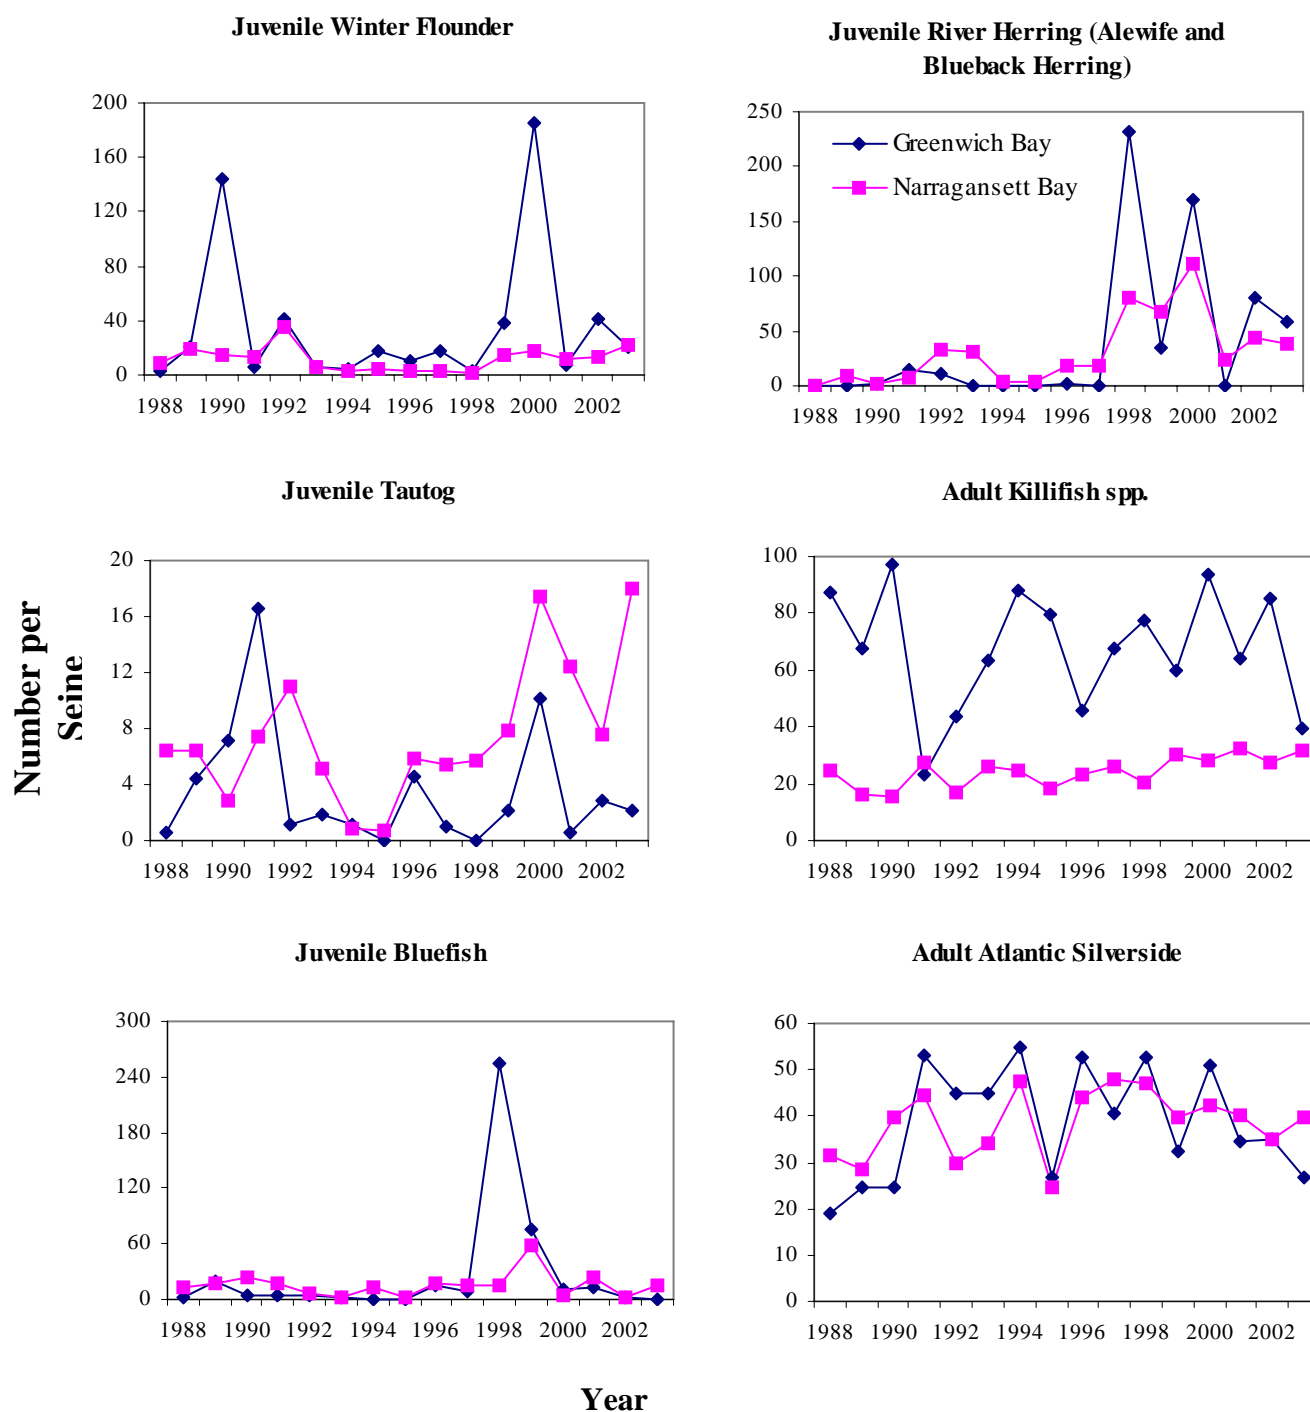 Juvenile Winter Flounder
200
160
120
80
40
0
1988 1990 1992 1994 1996 1998 2000 2002
Juvenile River Herring (Alewife and
Blueback Herring)
250
200
150
100
50
0
Greenwich Bay
Narragansett Bay
1988 1990 1992 1994 1996 1998 2000 2002
Number per
Seine
Juvenile Tautog
20
16
12
8
4
0
1988 1990 1992 1994 1996 1998 2000 2002
Adult Killifish spp.
100
80
60
40
20
0
1988 1990 1992 1994 1996 1998 2000 2002
Juvenile Bluefish
300
240
180
120
60
0
1988 1990 1992 1994 1996 1998 2000 2002
Adult Atlantic Silverside
60
50
40
30
20
10
0
1988 1990 1992 1994 1996 1998 2000 2002
Year